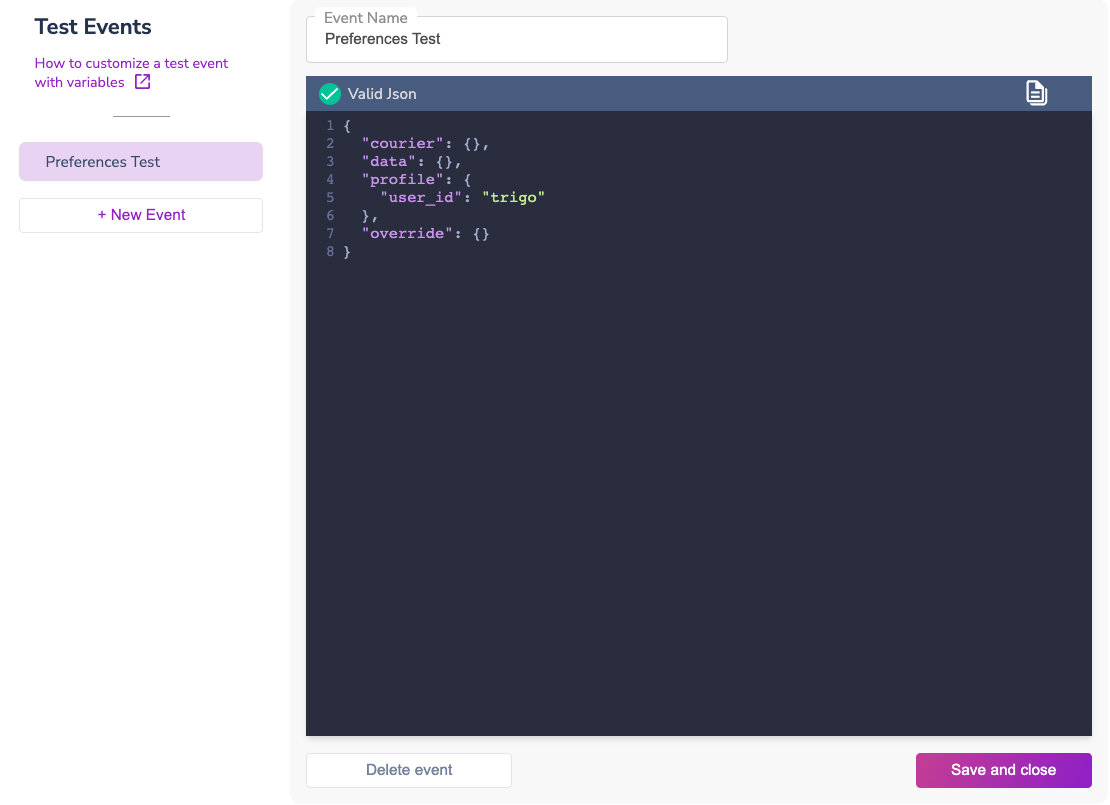 Test Events
How to customize a test event
with variables
Preferences Test
+ New Event
Event Name
Preferences Test
Valid Json
1 {
2   "courier": {},
3   "data": {},
4   "profile": {
5     "user_id": "trigo"
6   },
7   "override": {}
8 }
Delete event
Save and close